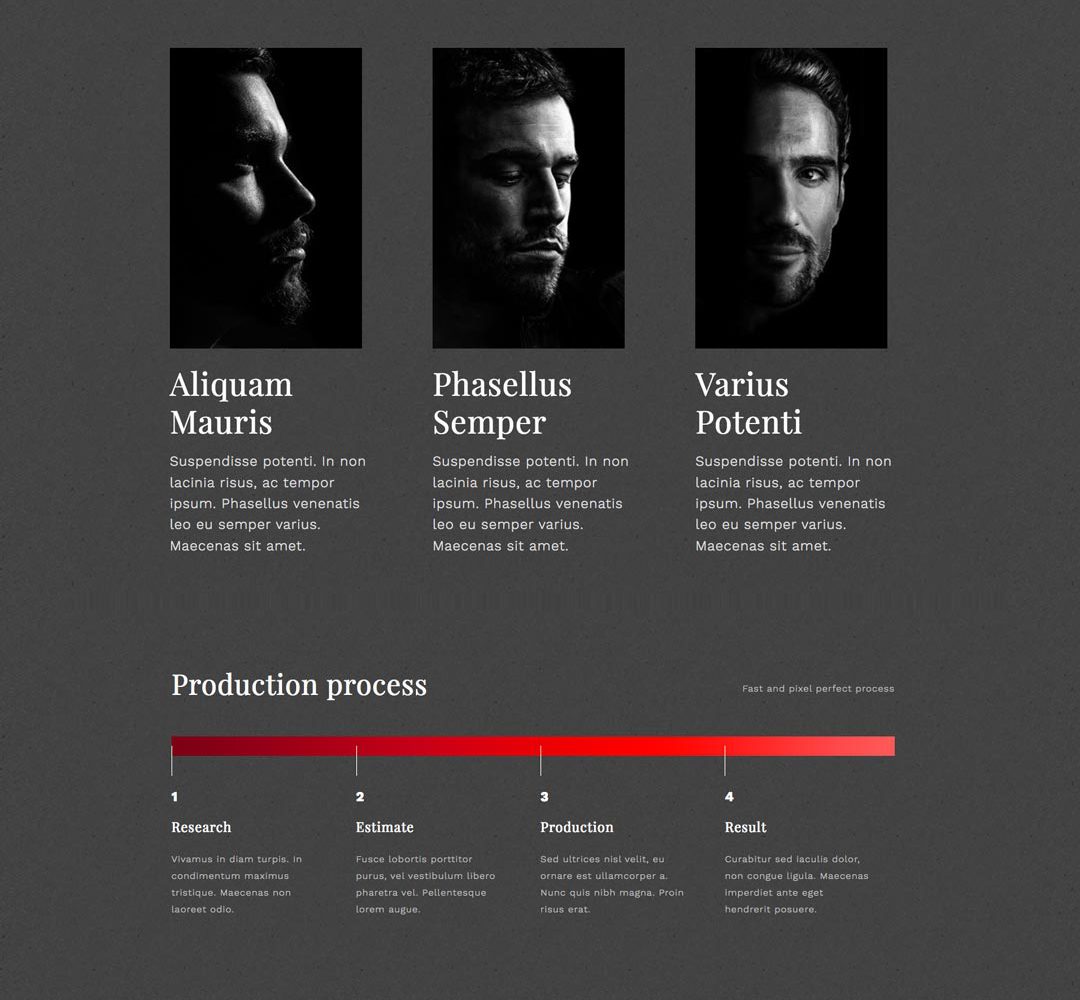 Aliquam
Mauris
Suspendisse potenti. In non
lacinia risus, ac tempor
ipsum. Phasellus venenatis
leo eu semper varius.
Maecenas sit amet.
Phasellus
Semper
Suspendisse potenti. In non
lacinia risus, ac tempor
ipsum. Phasellus venenatis
leo eu semper varius.
Maecenas sit amet.
Varius
Potenti
Suspendisse potenti. In non
lacinia risus, ac tempor
ipsum. Phasellus venenatis
leo eu semper varius.
Maecenas sit amet.
Production process
Fast and pixel perfect process
1
Research
Vivamus in diam turpis. In
condimentum maximus
tristique. Maecenas non
laoreet odio.
2
Estimate
Fusce lobortis porttitor
purus, vel vestibulum libero
pharetra vel. Pellentesque
lorem augue.
3
Production
Sed ultrices nisl velit, eu
ornare est ullamcorper a.
Nunc quis nibh magna. Proin
risus erat.
4
Result
Curabitur sed iaculis dolor,
non congue ligula. Maecenas
imperdiet ante eget
hendrerit posuere.